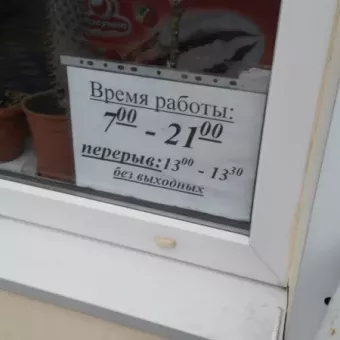 Время работы:
7⁰⁰ - 21⁰⁰
перерыв: 13⁰⁰ - 13³⁰
без выходных